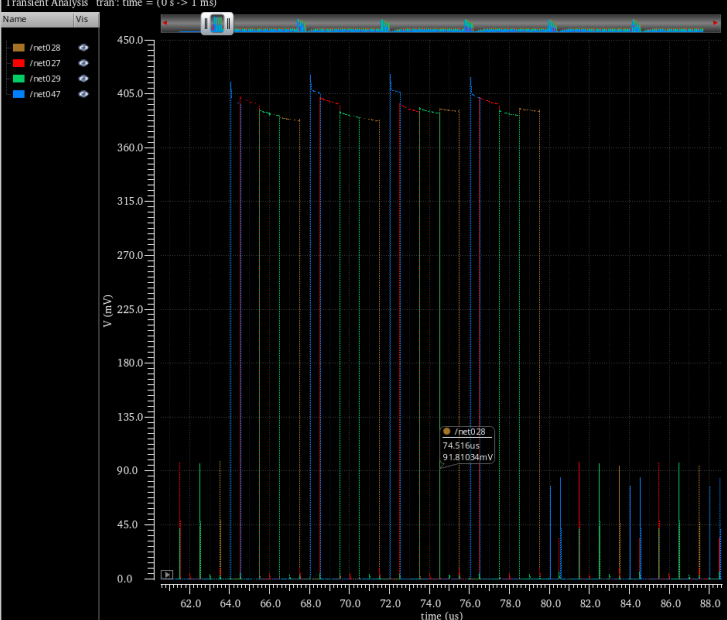 Transient Analysis `tran': time = (0 s -> 1 ms)
Name Vis
/net028
/net027
/net029
/net047
450.0
405.0
360.0
315.0
270.0
225.0
180.0
135.0
90.0
45.0
0.0
V (mV)
/net028
74.516us
91.81034mV
62.0 64.0 66.0 68.0 70.0 72.0 74.0 76.0 78.0 80.0 82.0 84.0 86.0 88.0
time (us)